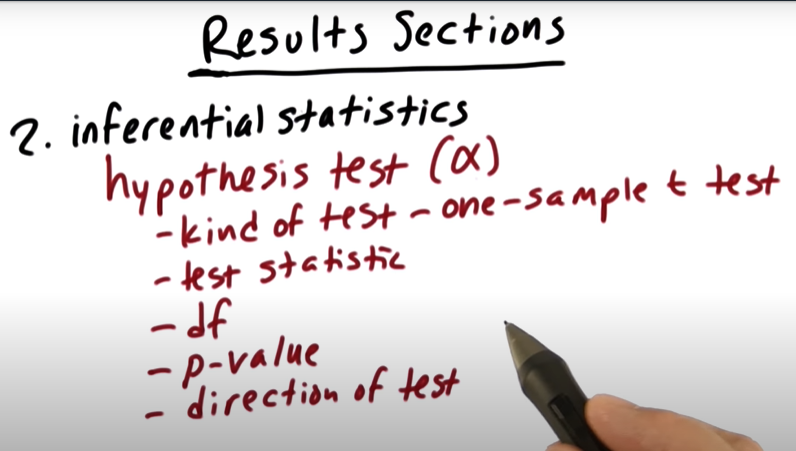 Results Sections
2. inferential statistics
hypothesis test (α)
- kind of test - one-sample t test
- test statistic
- df
- p-value
- direction of test